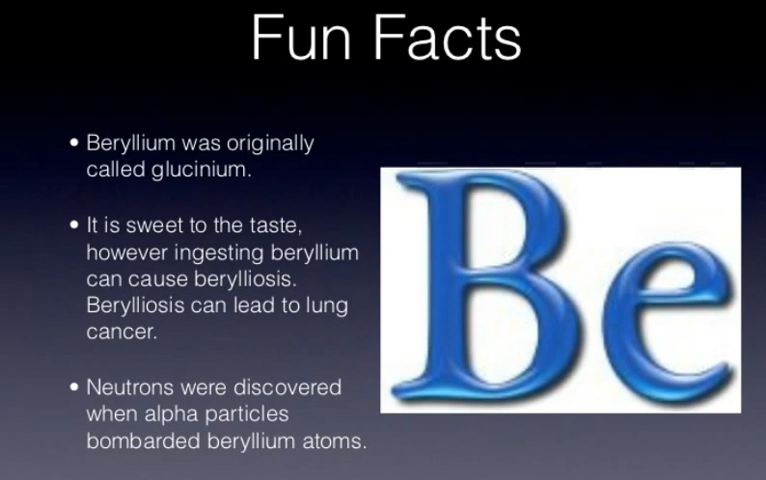 Fun Facts
• Beryllium was originally
called glucinium.
• It is sweet to the taste,
however ingesting beryllium
can cause berylliosis.
Berylliosis can lead to lung
cancer.
• Neutrons were discovered
when alpha particles
bombarded beryllium atoms.
Be